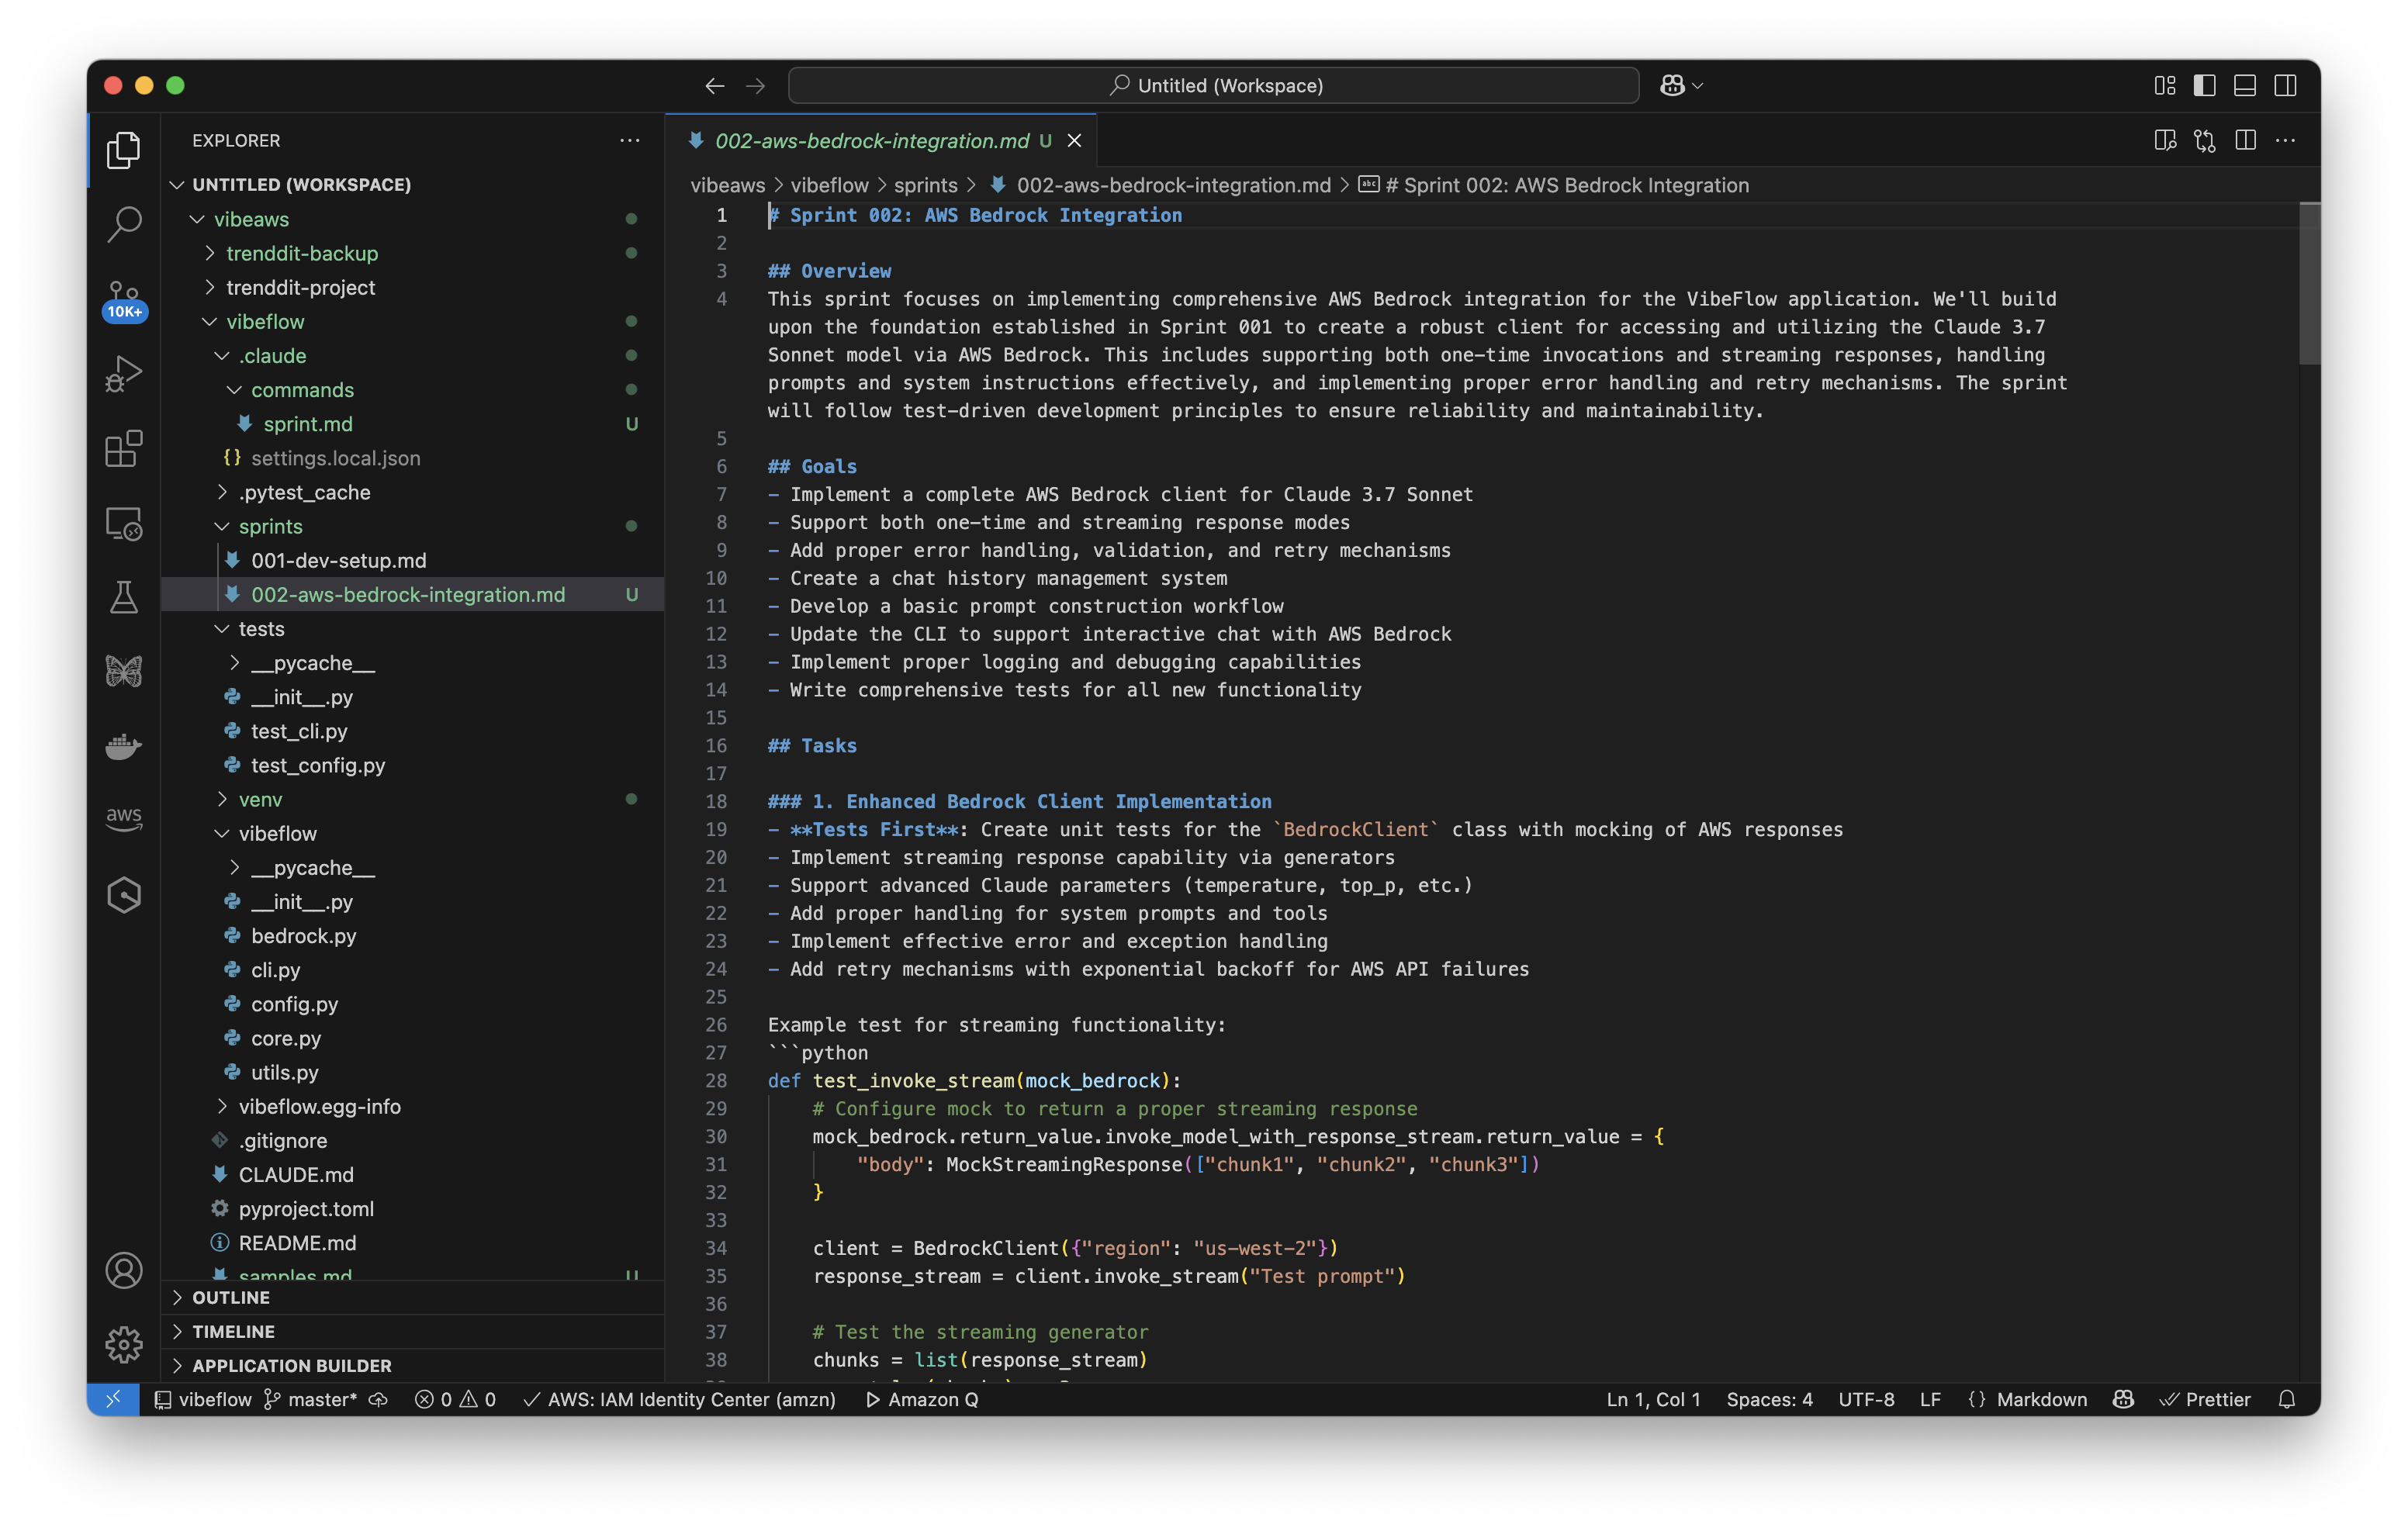 Untitled (Workspace)
EXPLORER
UNTITLED (WORKSPACE)
vibeaws
trenddit-backup
trenddit-project
vibeflow
.claude
commands
sprint.md U
settings.local.json
.pytest_cache
sprints
001-dev-setup.md
002-aws-bedrock-integration.md U
tests
__pycache__
__init__.py
test_cli.py
test_config.py
venv
vibeflow
__pycache__
__init__.py
bedrock.py
cli.py
config.py
core.py
utils.py
vibeflow.egg-info
.gitignore
CLAUDE.md
pyproject.toml
README.md
samples.md U
OUTLINE
TIMELINE
APPLICATION BUILDER
10K+
aws
002-aws-bedrock-integration.md U
vibeaws > vibeflow > sprints > 002-aws-bedrock-integration.md > abc # Sprint 002: AWS Bedrock Integration
1 # Sprint 002: AWS Bedrock Integration
2
3 ## Overview
4 This sprint focuses on implementing comprehensive AWS Bedrock integration for the VibeFlow application. We'll build
upon the foundation established in Sprint 001 to create a robust client for accessing and utilizing the Claude 3.7
Sonnet model via AWS Bedrock. This includes supporting both one-time invocations and streaming responses, handling
prompts and system instructions effectively, and implementing proper error handling and retry mechanisms. The sprint
will follow test-driven development principles to ensure reliability and maintainability.
5
6 ## Goals
7 - Implement a complete AWS Bedrock client for Claude 3.7 Sonnet
8 - Support both one-time and streaming response modes
9 - Add proper error handling, validation, and retry mechanisms
10 - Create a chat history management system
11 - Develop a basic prompt construction workflow
12 - Update the CLI to support interactive chat with AWS Bedrock
13 - Implement proper logging and debugging capabilities
14 - Write comprehensive tests for all new functionality
15
16 ## Tasks
17
18 ### 1. Enhanced Bedrock Client Implementation
19 - **Tests First**: Create unit tests for the `BedrockClient` class with mocking of AWS responses
20 - Implement streaming response capability via generators
21 - Support advanced Claude parameters (temperature, top_p, etc.)
22 - Add proper handling for system prompts and tools
23 - Implement effective error and exception handling
24 - Add retry mechanisms with exponential backoff for AWS API failures
25
26 Example test for streaming functionality:
27 ```python
28 def test_invoke_stream(mock_bedrock):
29     # Configure mock to return a proper streaming response
30     mock_bedrock.return_value.invoke_model_with_response_stream.return_value = {
31         "body": MockStreamingResponse(["chunk1", "chunk2", "chunk3"])
32     }
33
34     client = BedrockClient({"region": "us-west-2"})
35     response_stream = client.invoke_stream("Test prompt")
36
37     # Test the streaming generator
38     chunks = list(response_stream)
vibeflow master* 0 0 AWS: IAM Identity Center (amzn) Amazon Q Ln 1, Col 1 Spaces: 4 UTF-8 LF {} Markdown Prettier